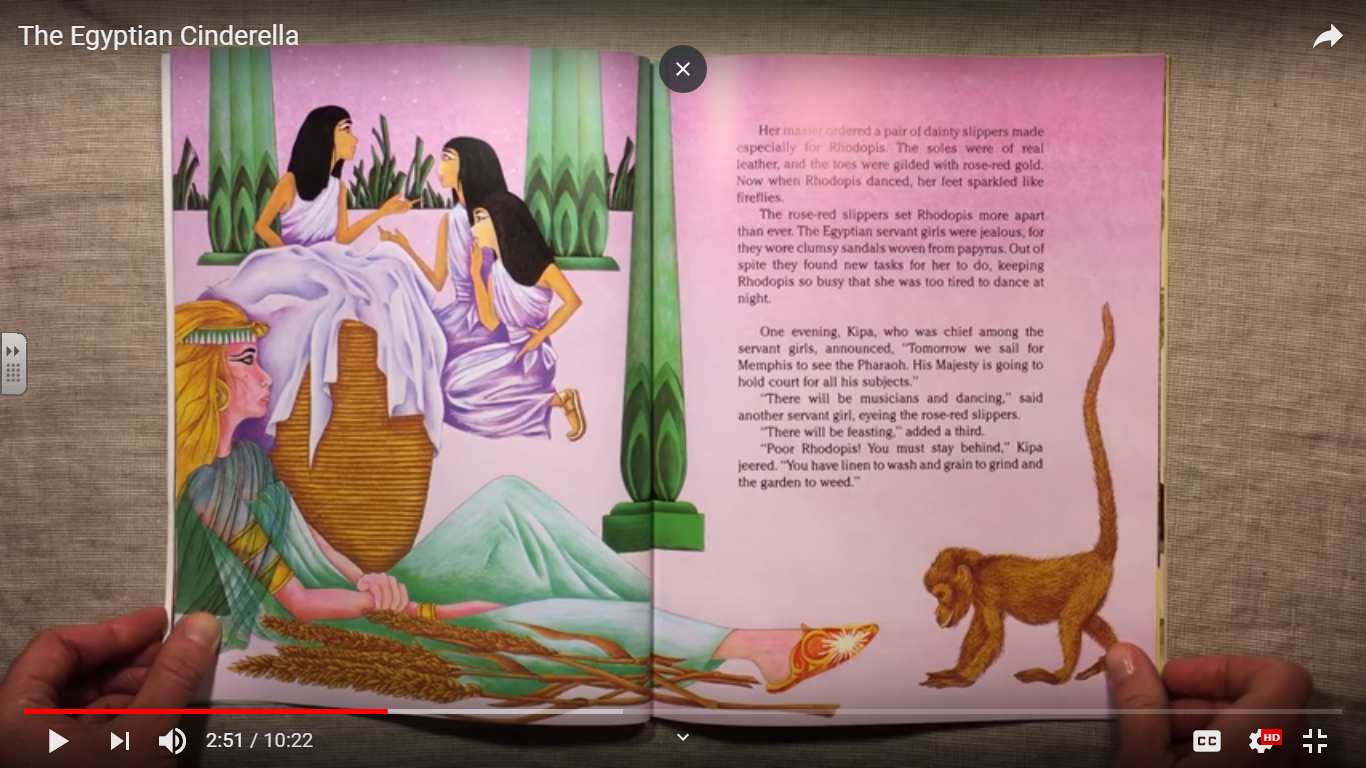 The Egyptian Cinderella
Her master ordered a pair of dainty slippers made
especially for Rhodopis. The soles were of real
leather, and the toes were gilded with rose-red gold.
Now when Rhodopis danced, her feet sparkled like
fireflies.
The rose-red slippers set Rhodopis more apart
than ever. The Egyptian servant girls were jealous, for
they wore clumsy sandals woven from papyrus. Out of
spite they found new tasks for her to do, keeping
Rhodopis so busy that she was too tired to dance at
night.
One evening, Kipa, who was chief among the
servant girls, announced, “Tomorrow we sail for
Memphis to see the Pharaoh. His Majesty is going to
hold court for all his subjects.”
“There will be musicians and dancing,” said
another servant girl, eyeing the rose-red slippers.
“There will be feasting,” added a third.
“Poor Rhodopis! You must stay behind,” Kipa
jeered. “You have linen to wash and grain to grind and
the garden to weed.”
2:51 / 10:22
CC
HD